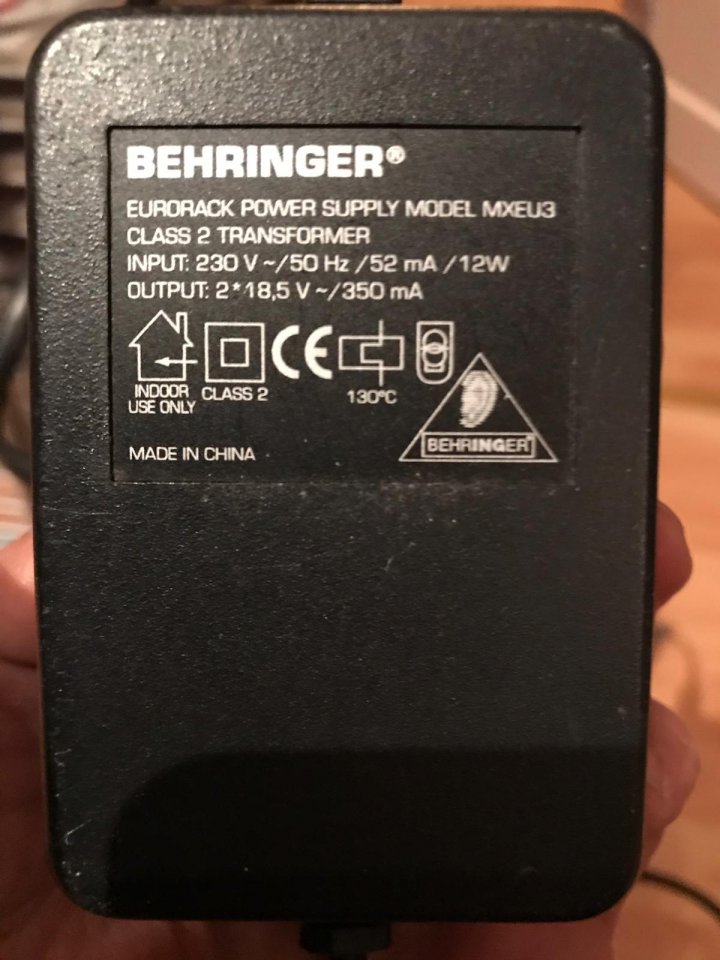 BEHRINGER®
EURORACK POWER SUPPLY MODEL MXEU3
CLASS 2 TRANSFORMER
INPUT: 230 V ~/50 Hz /52 mA /12W
OUTPUT: 2*18,5 V ~/350 mA
CE
INDOOR
USE ONLY
CLASS 2
130°C
BEHRINGER
MADE IN CHINA